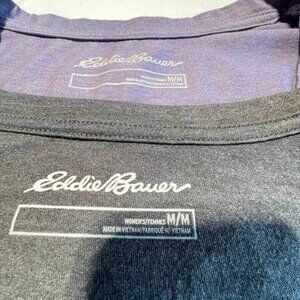 Eddie Bauer
WOMEN'S/FEMMES M/M
Eddie Bauer
WOMEN'S/FEMMES M/M
MADE IN VIETNAM/FABRIQUÉ AU VIETNAM